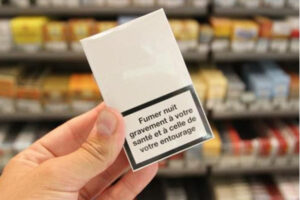 Fumer nuit
gravement à votre
santé et à celle de
votre entourage